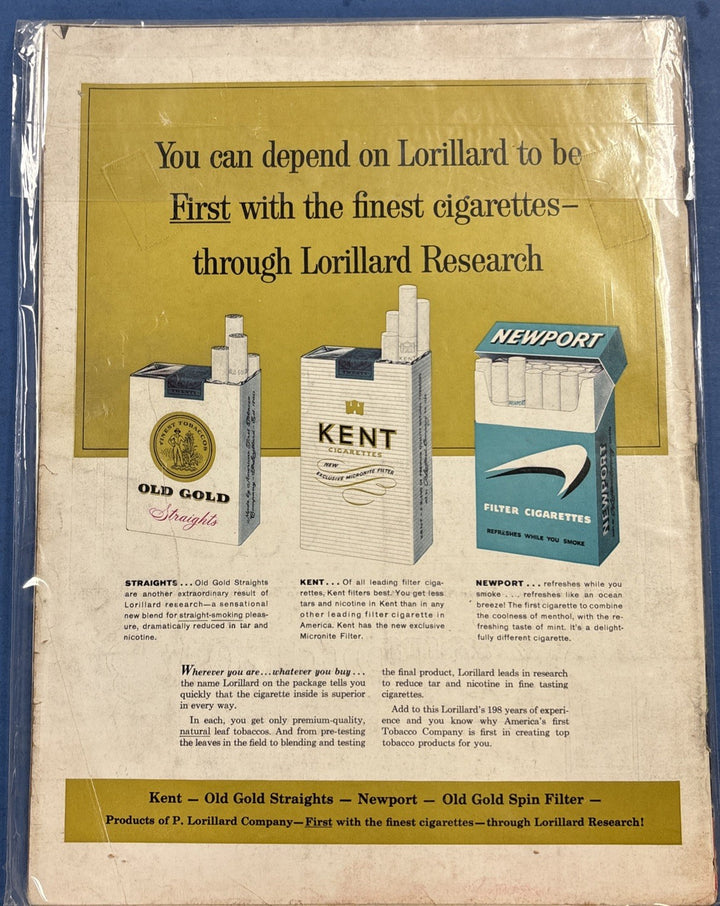 You can depend on Lorillard to be
First with the finest cigarettes—
through Lorillard Research
FINEST TOBACCOS
OLD GOLD
Straights
KENT
KENT
CIGARETTES
NEW
EXCLUSIVE MICRONITE FILTER
NEWPORT
NEWPORT
FILTER CIGARETTES
REFRESHES WHILE YOU SMOKE
NEWPORT
STRAIGHTS... Old Gold Straights
are another extraordinary result of
Lorillard research—a sensational
new blend for straight-smoking pleas-
ure, dramatically reduced in tar and
nicotine.
KENT... Of all leading filter ciga-
rettes, Kent filters best. You get less
tars and nicotine in Kent than in any
other leading filter cigarette in
America. Kent has the new exclusive
Micronite Filter.
NEWPORT... refreshes while you
smoke... refreshes like an ocean
breeze! The first cigarette to combine
the coolness of menthol, with the re-
freshing taste of mint. It's a delight-
fully different cigarette.
Wherever you are...whatever you buy...
the name Lorillard on the package tells you
quickly that the cigarette inside is superior
in every way.
In each, you get only premium-quality,
natural leaf tobaccos. And from pre-testing
the leaves in the field to blending and testing
the final product, Lorillard leads in research
to reduce tar and nicotine in fine tasting
cigarettes.
Add to this Lorillard's 198 years of experi-
ence and you know why America's first
Tobacco Company is first in creating top
tobacco products for you.
Kent — Old Gold Straights — Newport — Old Gold Spin Filter —
Products of P. Lorillard Company—First with the finest cigarettes—through Lorillard Research!